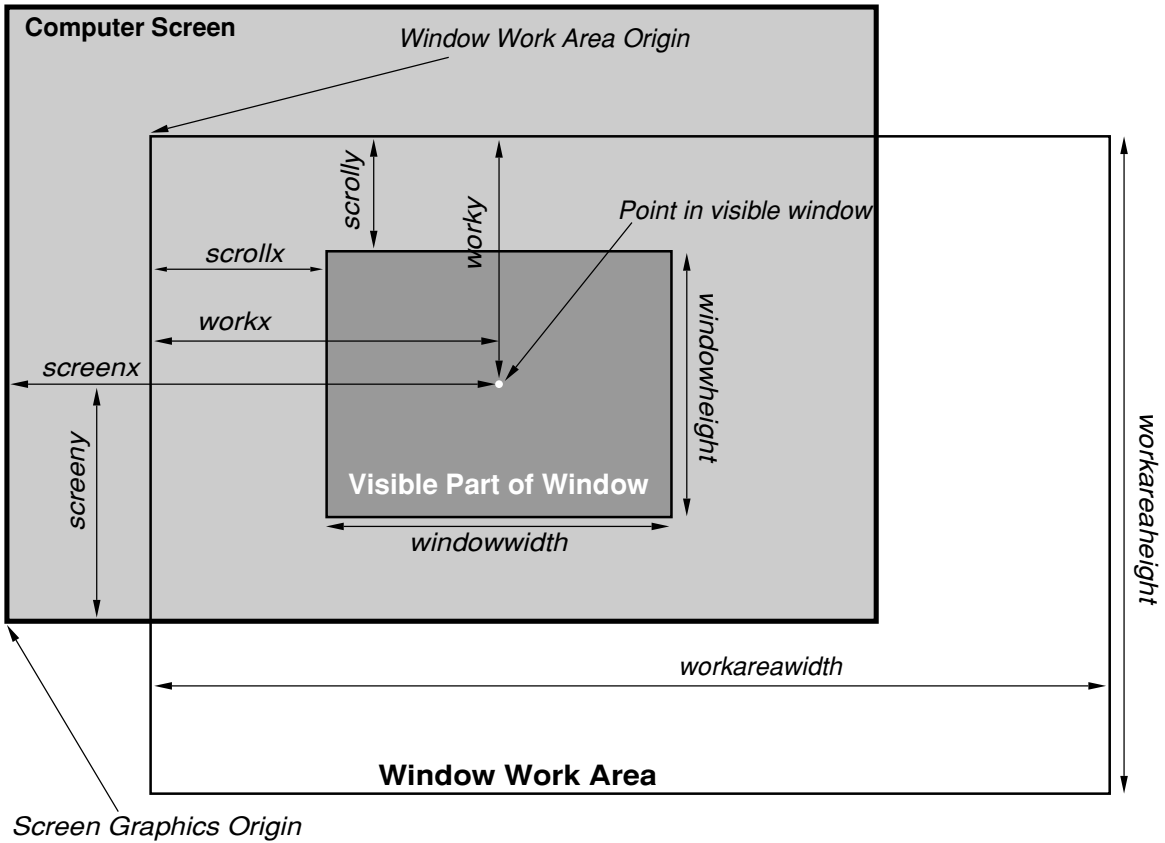 Computer Screen
Window Work Area Origin
scrolly
worky
Point in visible window
scrollx
windowheight
workx
screenx
screeny
workareaheight
Visible Part of Window
windowwidth
workareawidth
Window Work Area
Screen Graphics Origin